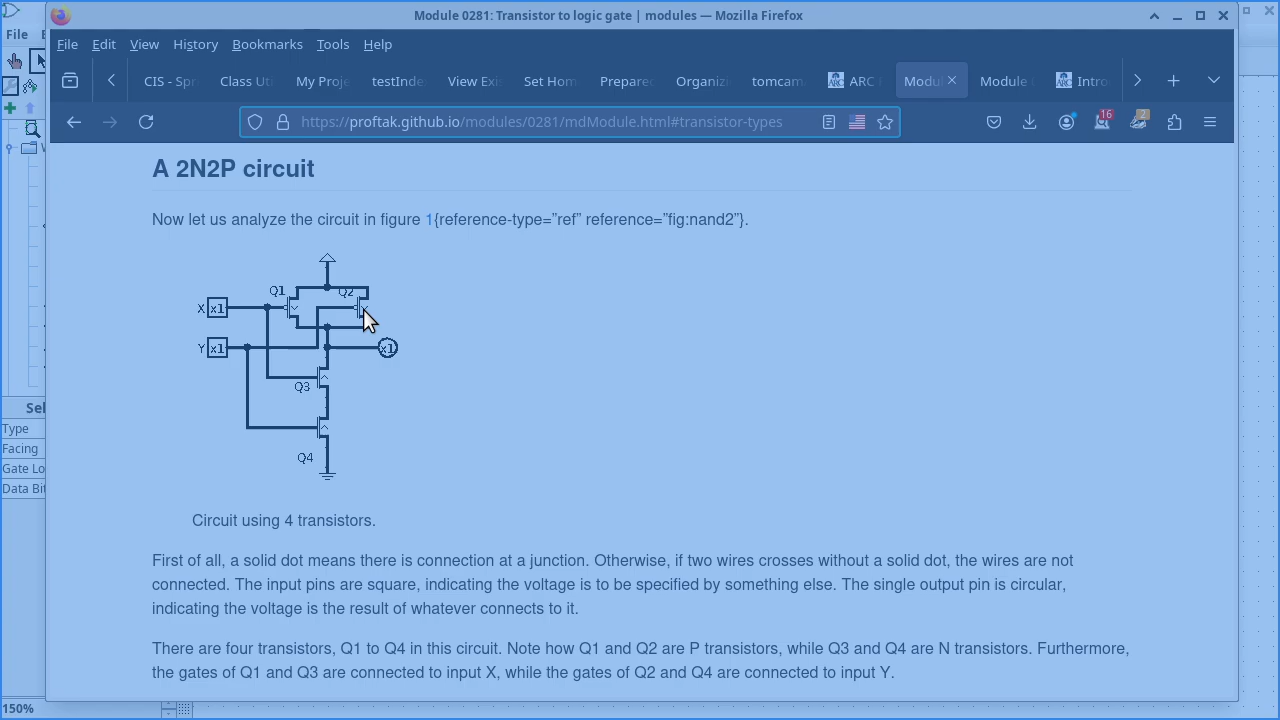 Module 0281: Transistor to logic gate | modules — Mozilla Firefox
File
File Edit View History Bookmarks Tools Help
CIS - Spr Class Ut My Proje testInde View Exi Set Hom Prepare Organiz tomcam ARC Modul Module Intro
https://proftak.github.io/modules/0281/mdModule.html#transistor-types
16
2
A 2N2P circuit
Now let us analyze the circuit in figure 1{reference-type=”ref” reference=”fig:nand2”}.
Q1 Q2
X x1
Y x1 x1
Q3
Q4
Circuit using 4 transistors.
First of all, a solid dot means there is connection at a junction. Otherwise, if two wires crosses without a solid dot, the wires are not
connected. The input pins are square, indicating the voltage is to be specified by something else. The single output pin is circular,
indicating the voltage is the result of whatever connects to it.
There are four transistors, Q1 to Q4 in this circuit. Note how Q1 and Q2 are P transistors, while Q3 and Q4 are N transistors. Furthermore,
the gates of Q1 and Q3 are connected to input X, while the gates of Q2 and Q4 are connected to input Y.
Sel
Type
Facing
Gate Lo
Data Bit
150%